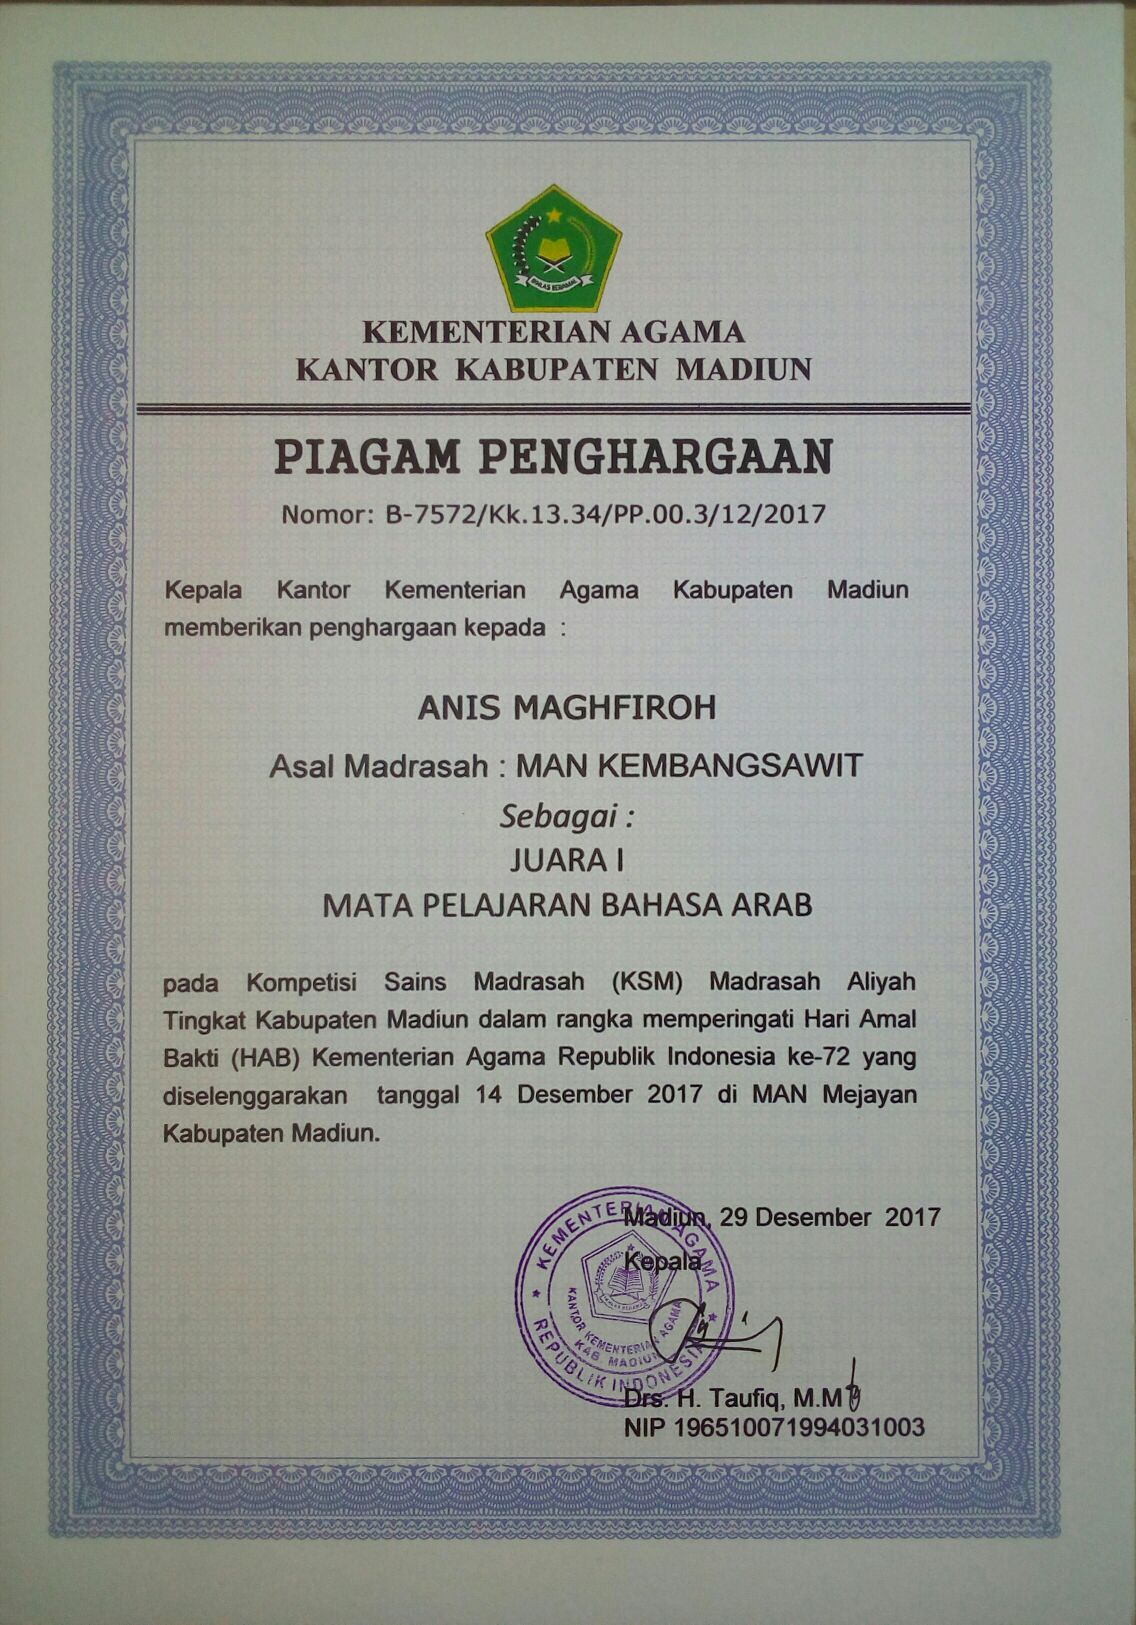 IKHLAS BERAMAL
KEMENTERIAN AGAMA
KANTOR KABUPATEN MADIUN
PIAGAM PENGHARGAAN
Nomor: B-7572/Kk.13.34/PP.00.3/12/2017
Kepala Kantor Kementerian Agama Kabupaten Madiun
memberikan penghargaan kepada :
ANIS MAGHFIROH
Asal Madrasah : MAN KEMBANGSAWIT
Sebagai :
JUARA I
MATA PELAJARAN BAHASA ARAB
pada Kompetisi Sains Madrasah (KSM) Madrasah Aliyah
Tingkat Kabupaten Madiun dalam rangka memperingati Hari Amal
Bakti (HAB) Kementerian Agama Republik Indonesia ke-72 yang
diselenggarakan tanggal 14 Desember 2017 di MAN Mejayan
Kabupaten Madiun.
Madiun, 29 Desember 2017
Kepala
KEMENTERIAN AGAMA
REPUBLIK INDONESIA
KANTOR KEMENTERIAN AGAMA
KAB. MADIUN
Drs. H. Taufiq, M.M
NIP 196510071994031003